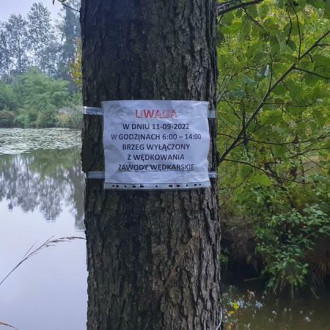 UWAGA
W DNIU 11-09-2022
W GODZINACH 6:00 – 14:00
BRZEG WYŁĄCZONY
Z WĘDKOWANIA
ZAWODY WĘDKARSKIE